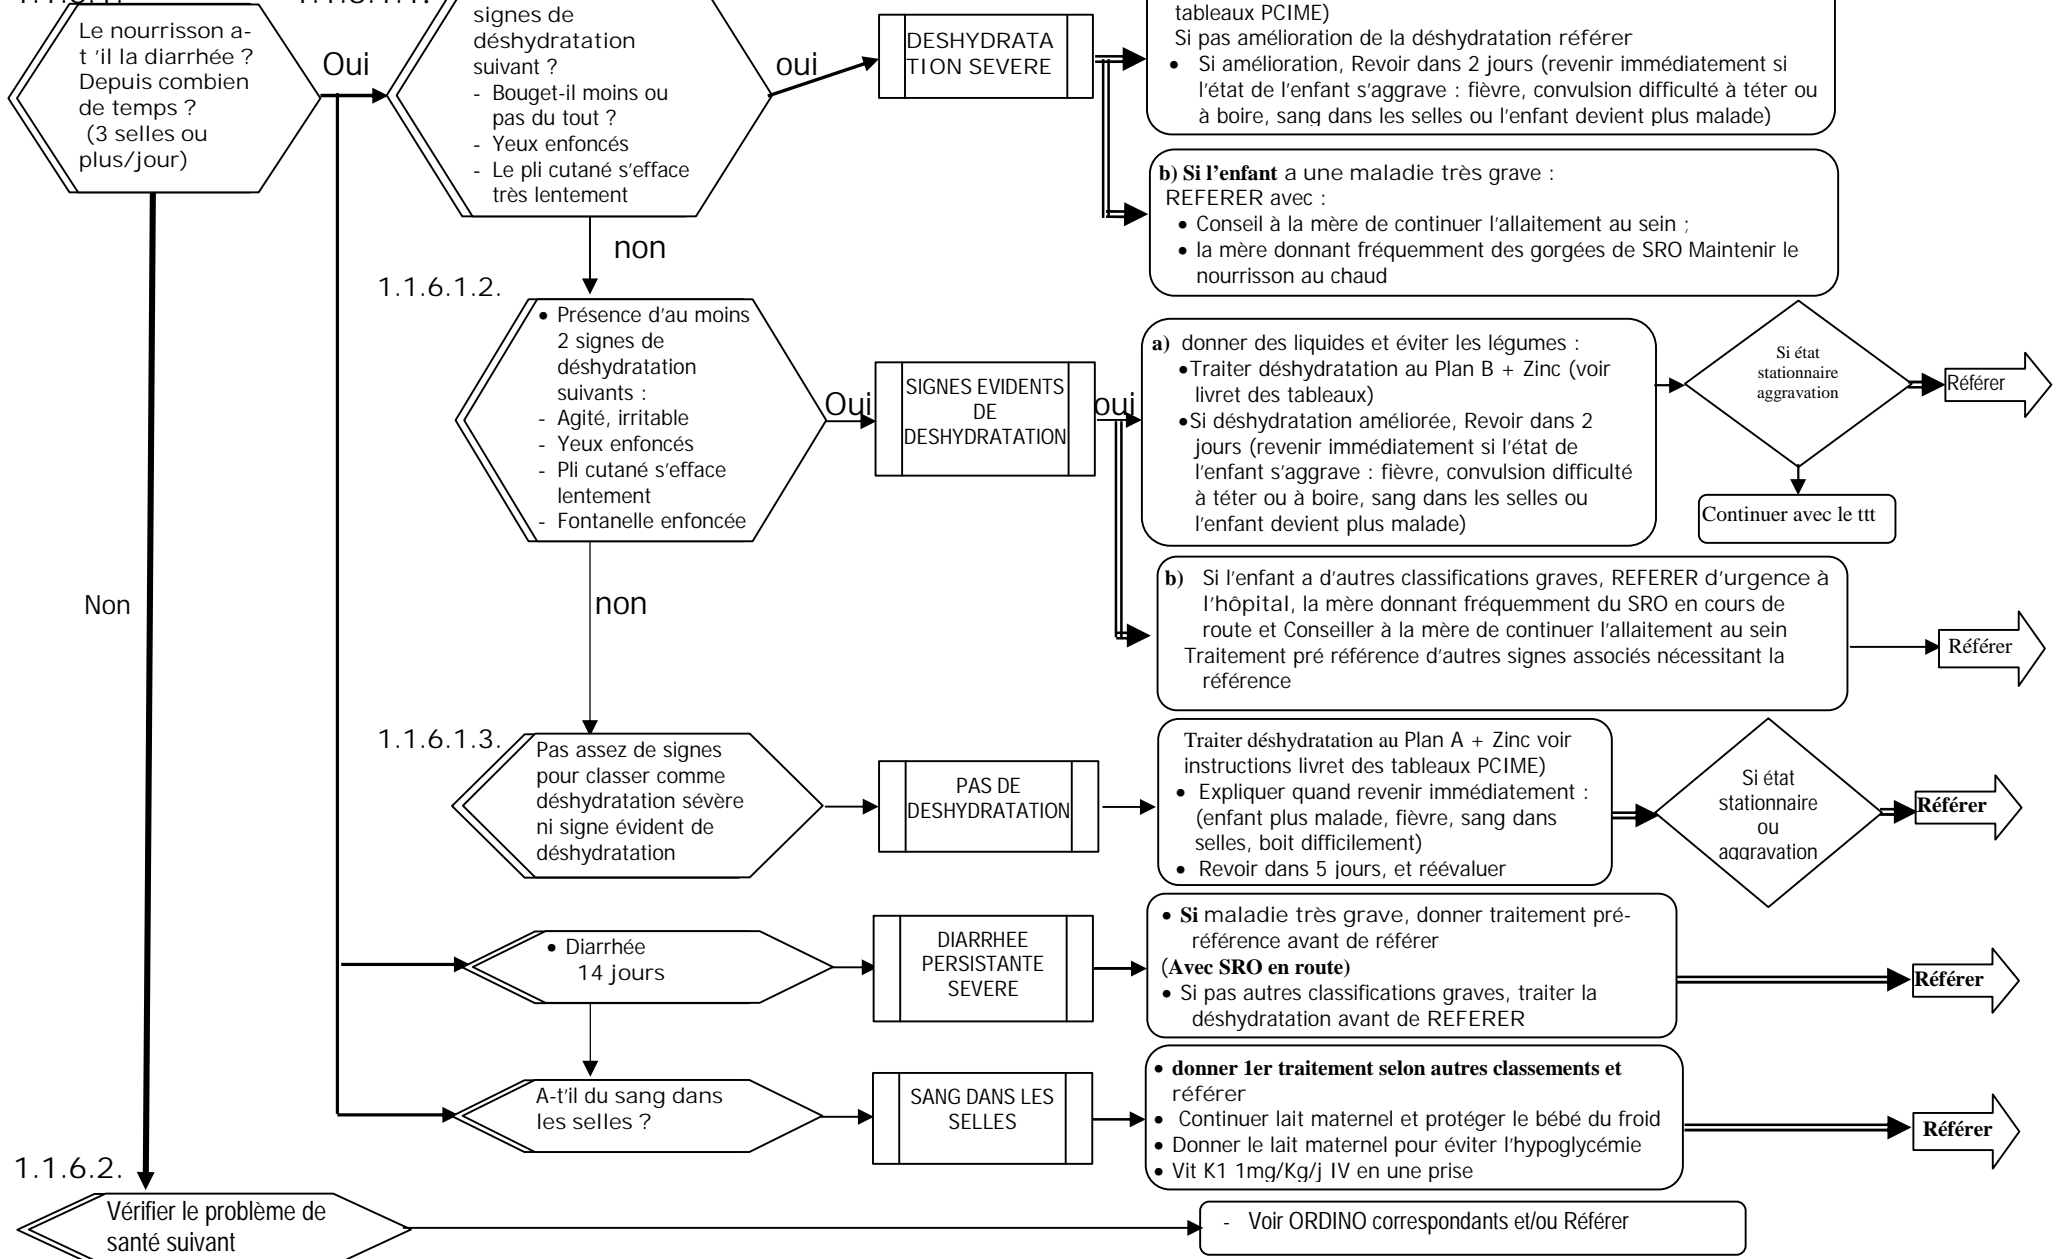 Le nourrisson a-
t 'il la diarrhée ?
Depuis combien
de temps ?
(3 selles ou
plus/jour)
Oui
signes de
déshydratation
suivant ?
- Bouget-il moins ou
pas du tout ?
- Yeux enfoncés
- Le pli cutané s'efface
très lentement
oui
DESHYDRATA
TION SEVERE
tableaux PCIME)
Si pas amélioration de la déshydratation référer
• Si amélioration, Revoir dans 2 jours (revenir immédiatement si
l'état de l'enfant s'aggrave : fièvre, convulsion difficulté à téter ou
à boire, sang dans les selles ou l'enfant devient plus malade)
b) Si l'enfant a une maladie très grave :
REFERER avec :
• Conseil à la mère de continuer l'allaitement au sein ;
• la mère donnant fréquemment des gorgées de SRO Maintenir le
nourrisson au chaud
non
1.1.6.1.2.
• Présence d'au moins
2 signes de
déshydratation
suivants :
- Agité, irritable
- Yeux enfoncés
- Pli cutané s'efface
lentement
- Fontanelle enfoncée
Oui
SIGNES EVIDENTS
DE
DESHYDRATATION
oui
a) donner des liquides et éviter les légumes :
•Traiter déshydratation au Plan B + Zinc (voir
livret des tableaux)
•Si déshydratation améliorée, Revoir dans 2
jours (revenir immédiatement si l'état de
l'enfant s'aggrave : fièvre, convulsion difficulté
à téter ou à boire, sang dans les selles ou
l'enfant devient plus malade)
Si état
stationnaire
aggravation
Référer
Continuer avec le ttt
b) Si l'enfant a d'autres classifications graves, REFERER d'urgence à
l'hôpital, la mère donnant fréquemment du SRO en cours de
route et Conseiller à la mère de continuer l'allaitement au sein
Traitement pré référence d'autres signes associés nécessitant la
référence
Référer
Non
non
1.1.6.1.3.
Pas assez de signes
pour classer comme
déshydratation sévère
ni signe évident de
déshydratation
PAS DE
DESHYDRATATION
Traiter déshydratation au Plan A + Zinc voir
instructions livret des tableaux PCIME)
• Expliquer quand revenir immédiatement :
(enfant plus malade, fièvre, sang dans
selles, boit difficilement)
• Revoir dans 5 jours, et réévaluer
Si état
stationnaire
ou
aggravation
Référer
• Diarrhée
14 jours
DIARRHEE
PERSISTANTE
SEVERE
• Si maladie très grave, donner traitement pré-
référence avant de référer
(Avec SRO en route)
• Si pas autres classifications graves, traiter la
déshydratation avant de REFERER
Référer
A-t'il du sang dans
les selles ?
SANG DANS LES
SELLES
• donner 1er traitement selon autres classements et
référer
• Continuer lait maternel et protéger le bébé du froid
• Donner le lait maternel pour éviter l'hypoglycémie
• Vit K1 1mg/Kg/j IV en une prise
Référer
1.1.6.2.
Vérifier le problème de
santé suivant
- Voir ORDINO correspondants et/ou Référer